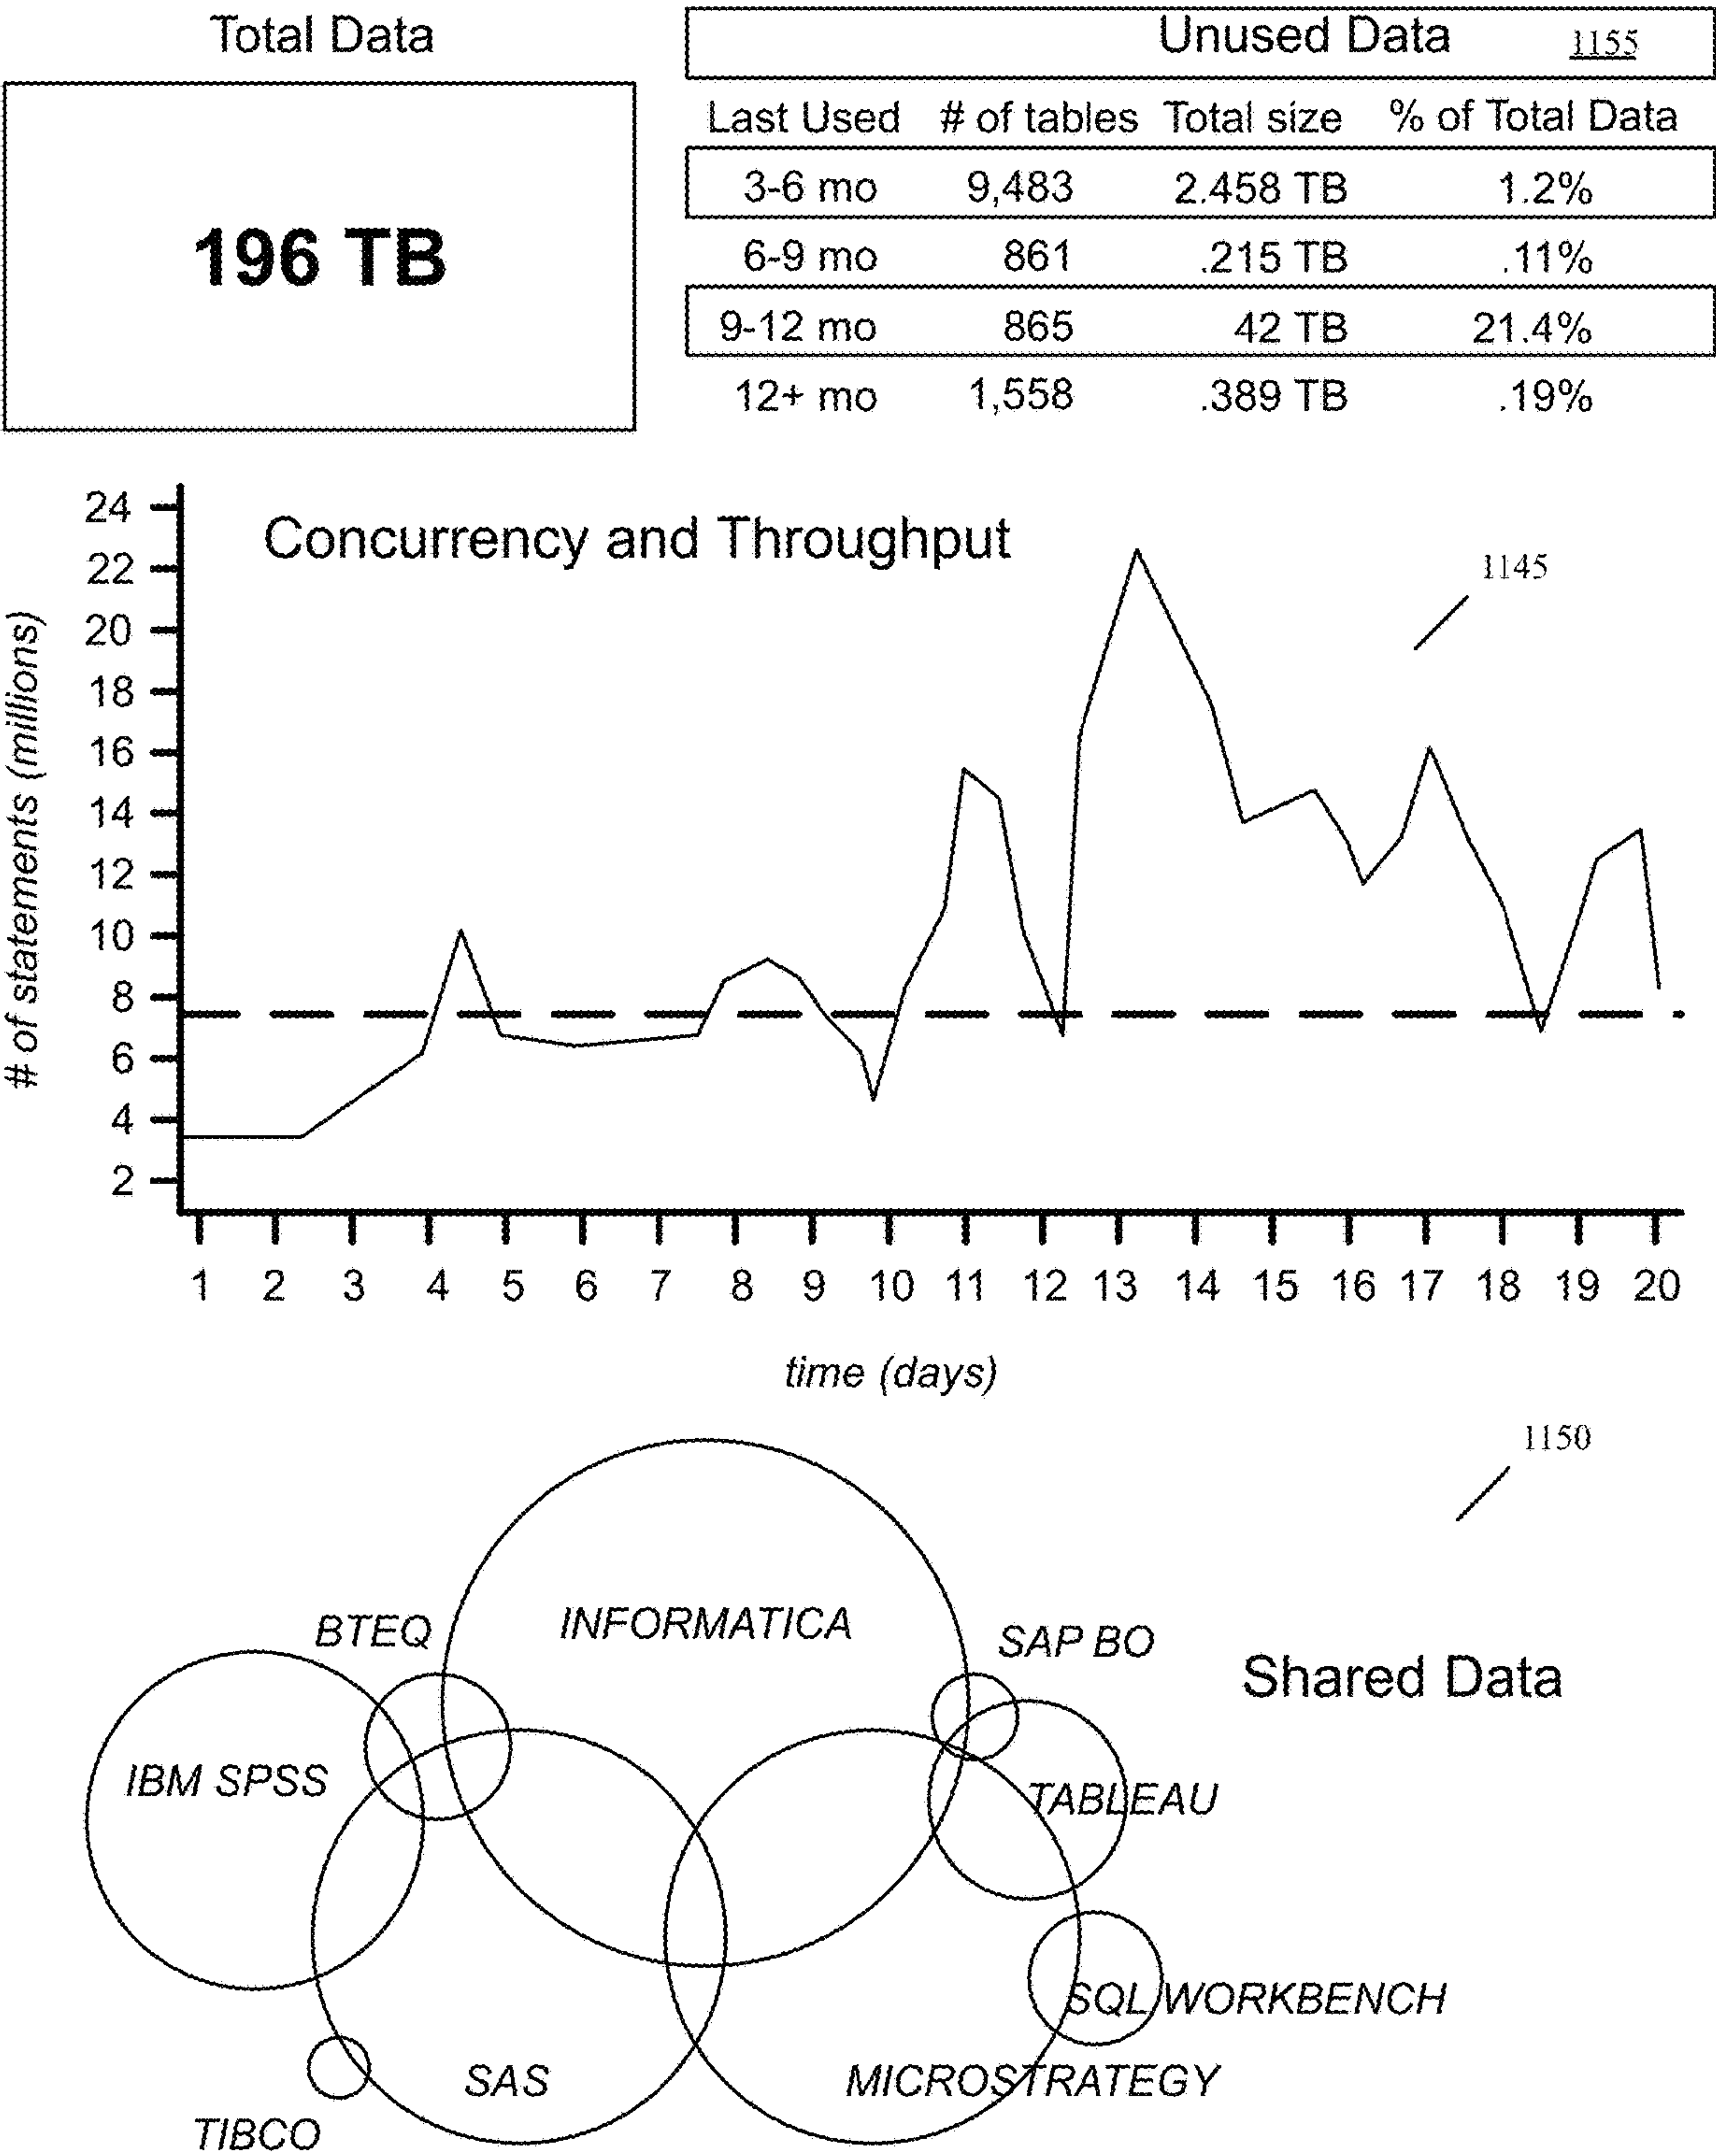 Total Data
196 TB
Unused Data 1155
Last Used # of tables Total size % of Total Data
3-6 mo 9,483 2.458 TB 1.2%
6-9 mo 861 .215 TB .11%
9-12 mo 865 42 TB 21.4%
12+ mo 1,558 .389 TB .19%
Concurrency and Throughput
1145
# of statements (millions)
24
22
20
18
16
14
12
10
8
6
4
2
1 2 3 4 5 6 7 8 9 10 11 12 13 14 15 16 17 18 19 20
time (days)
1150
BTEQ
INFORMATICA
SAP BO
Shared Data
IBM SPSS
TABLEAU
SQL WORKBENCH
SAS
MICROSTRATEGY
TIBCO